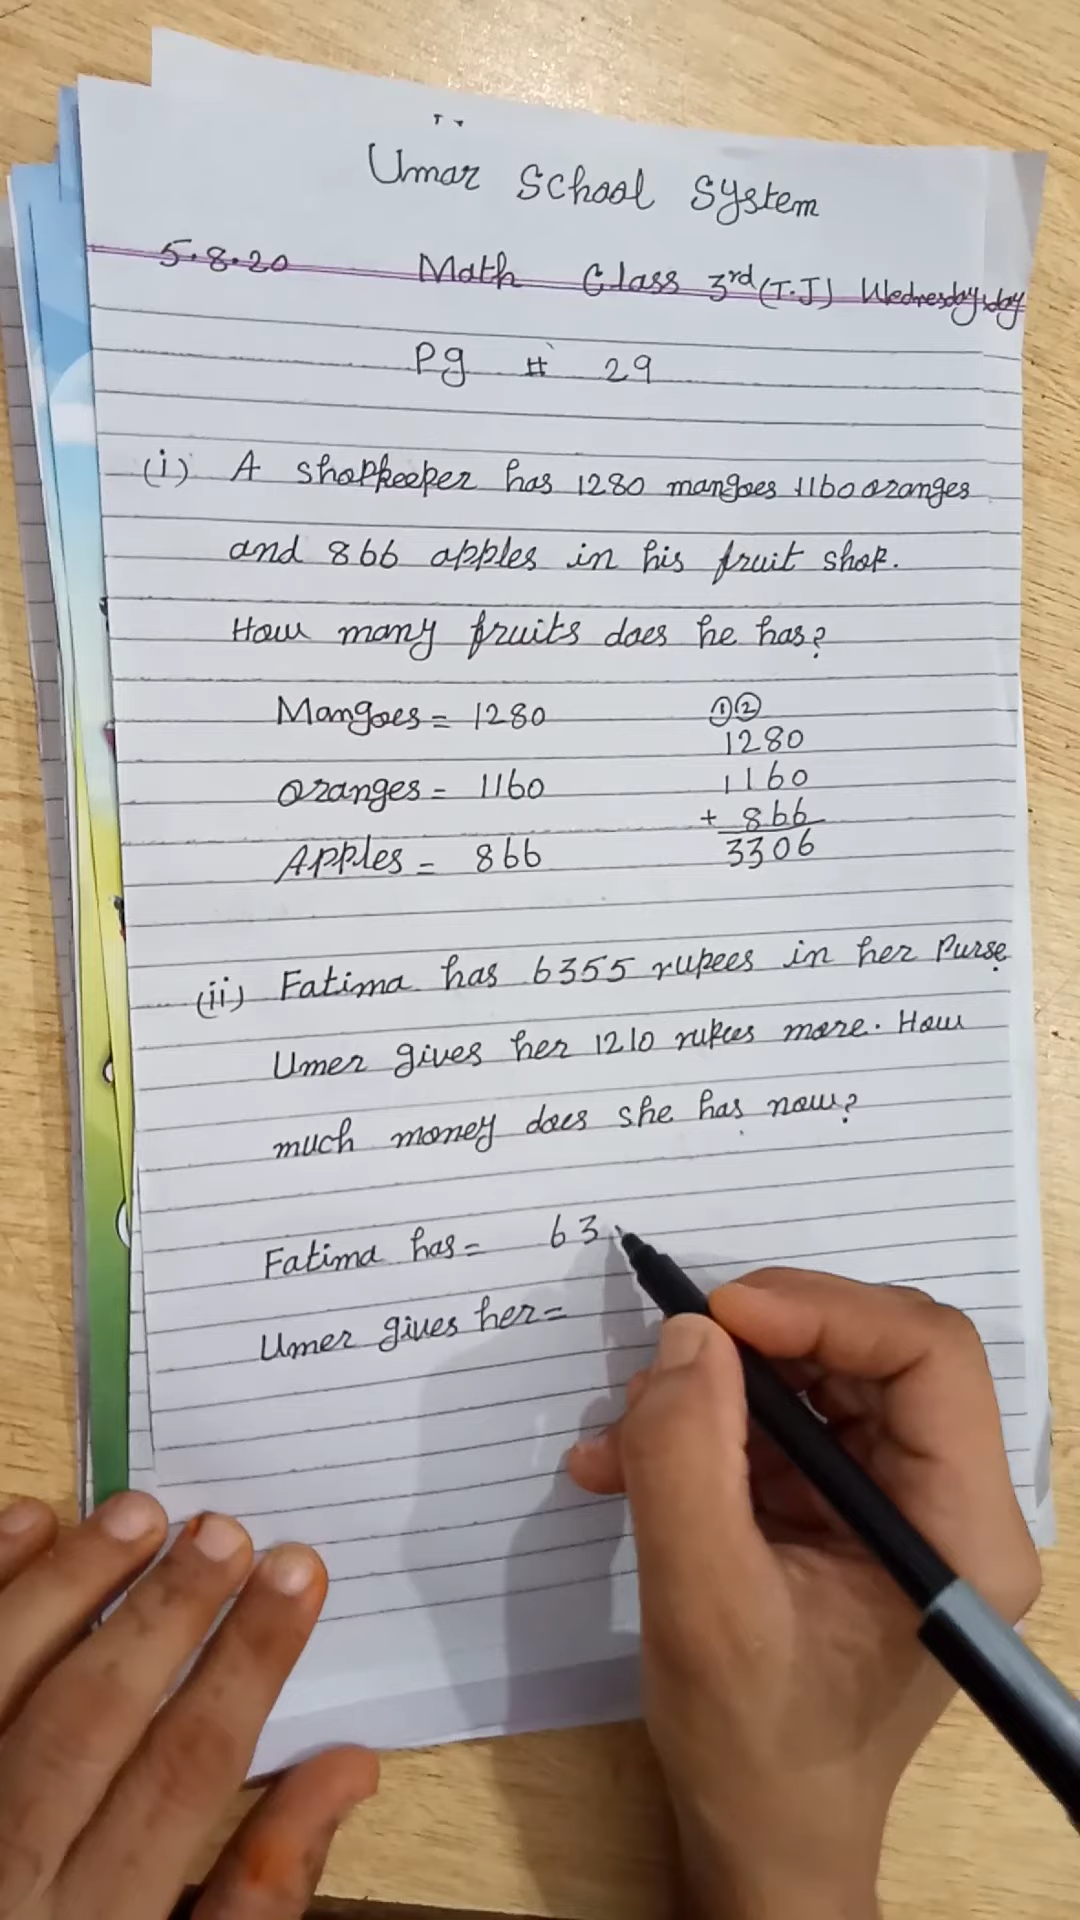 Umar School System
5.8.20 Math Class 3rd (T.J) Wednesday,day
Pg # 29
(i) A shopkeeper has 1280 mangoes 1160 oranges
and 866 apples in his fruit shop.
How many fruits does he has?
Mangoes = 1280
oranges = 1160
Apples = 866
① ②
1280
1160
+ 866
3306
(ii) Fatima has 6355 rupees in her Purse
Umer gives her 1210 rupees more. How
much money does she has now?
Fatima has = 63
Umer gives her =